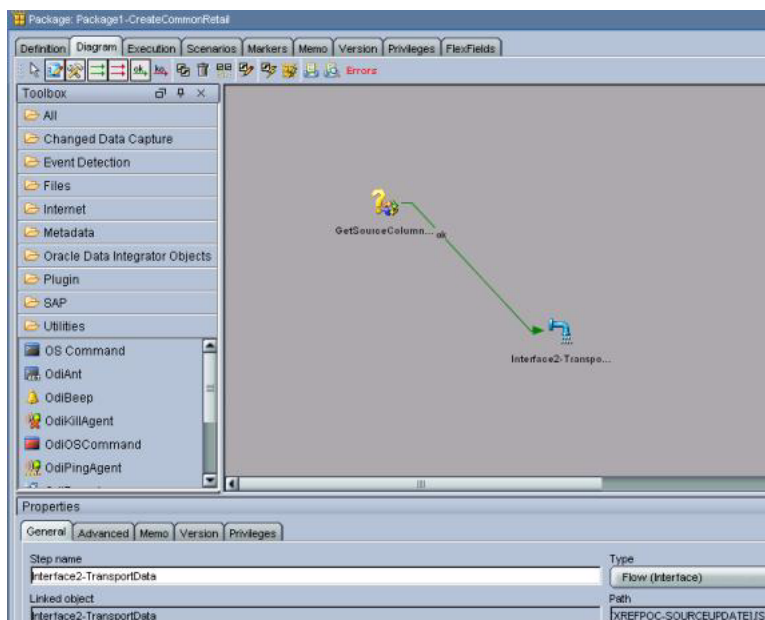 Package: Package1-CreateCommonRetail
Definition Diagram Execution Scenarios Markers Memo Version Privileges FlexFields
ok ko Errors
Toolbox
All
Changed Data Capture
Event Detection
Files
Internet
Metadata
Oracle Data Integrator Objects
Plugin
SAP
Utilities
OS Command
OdiAnt
OdiBeep
OdiKillAgent
OdiOSCommand
OdiPingAgent
GetSourceColumn... ok
Interface2-Transpo...
Properties
General Advanced Memo Version Privileges
Step name Type
Interface2-TransportData Flow (Interface)
Linked object Path
Interface2-TransportData